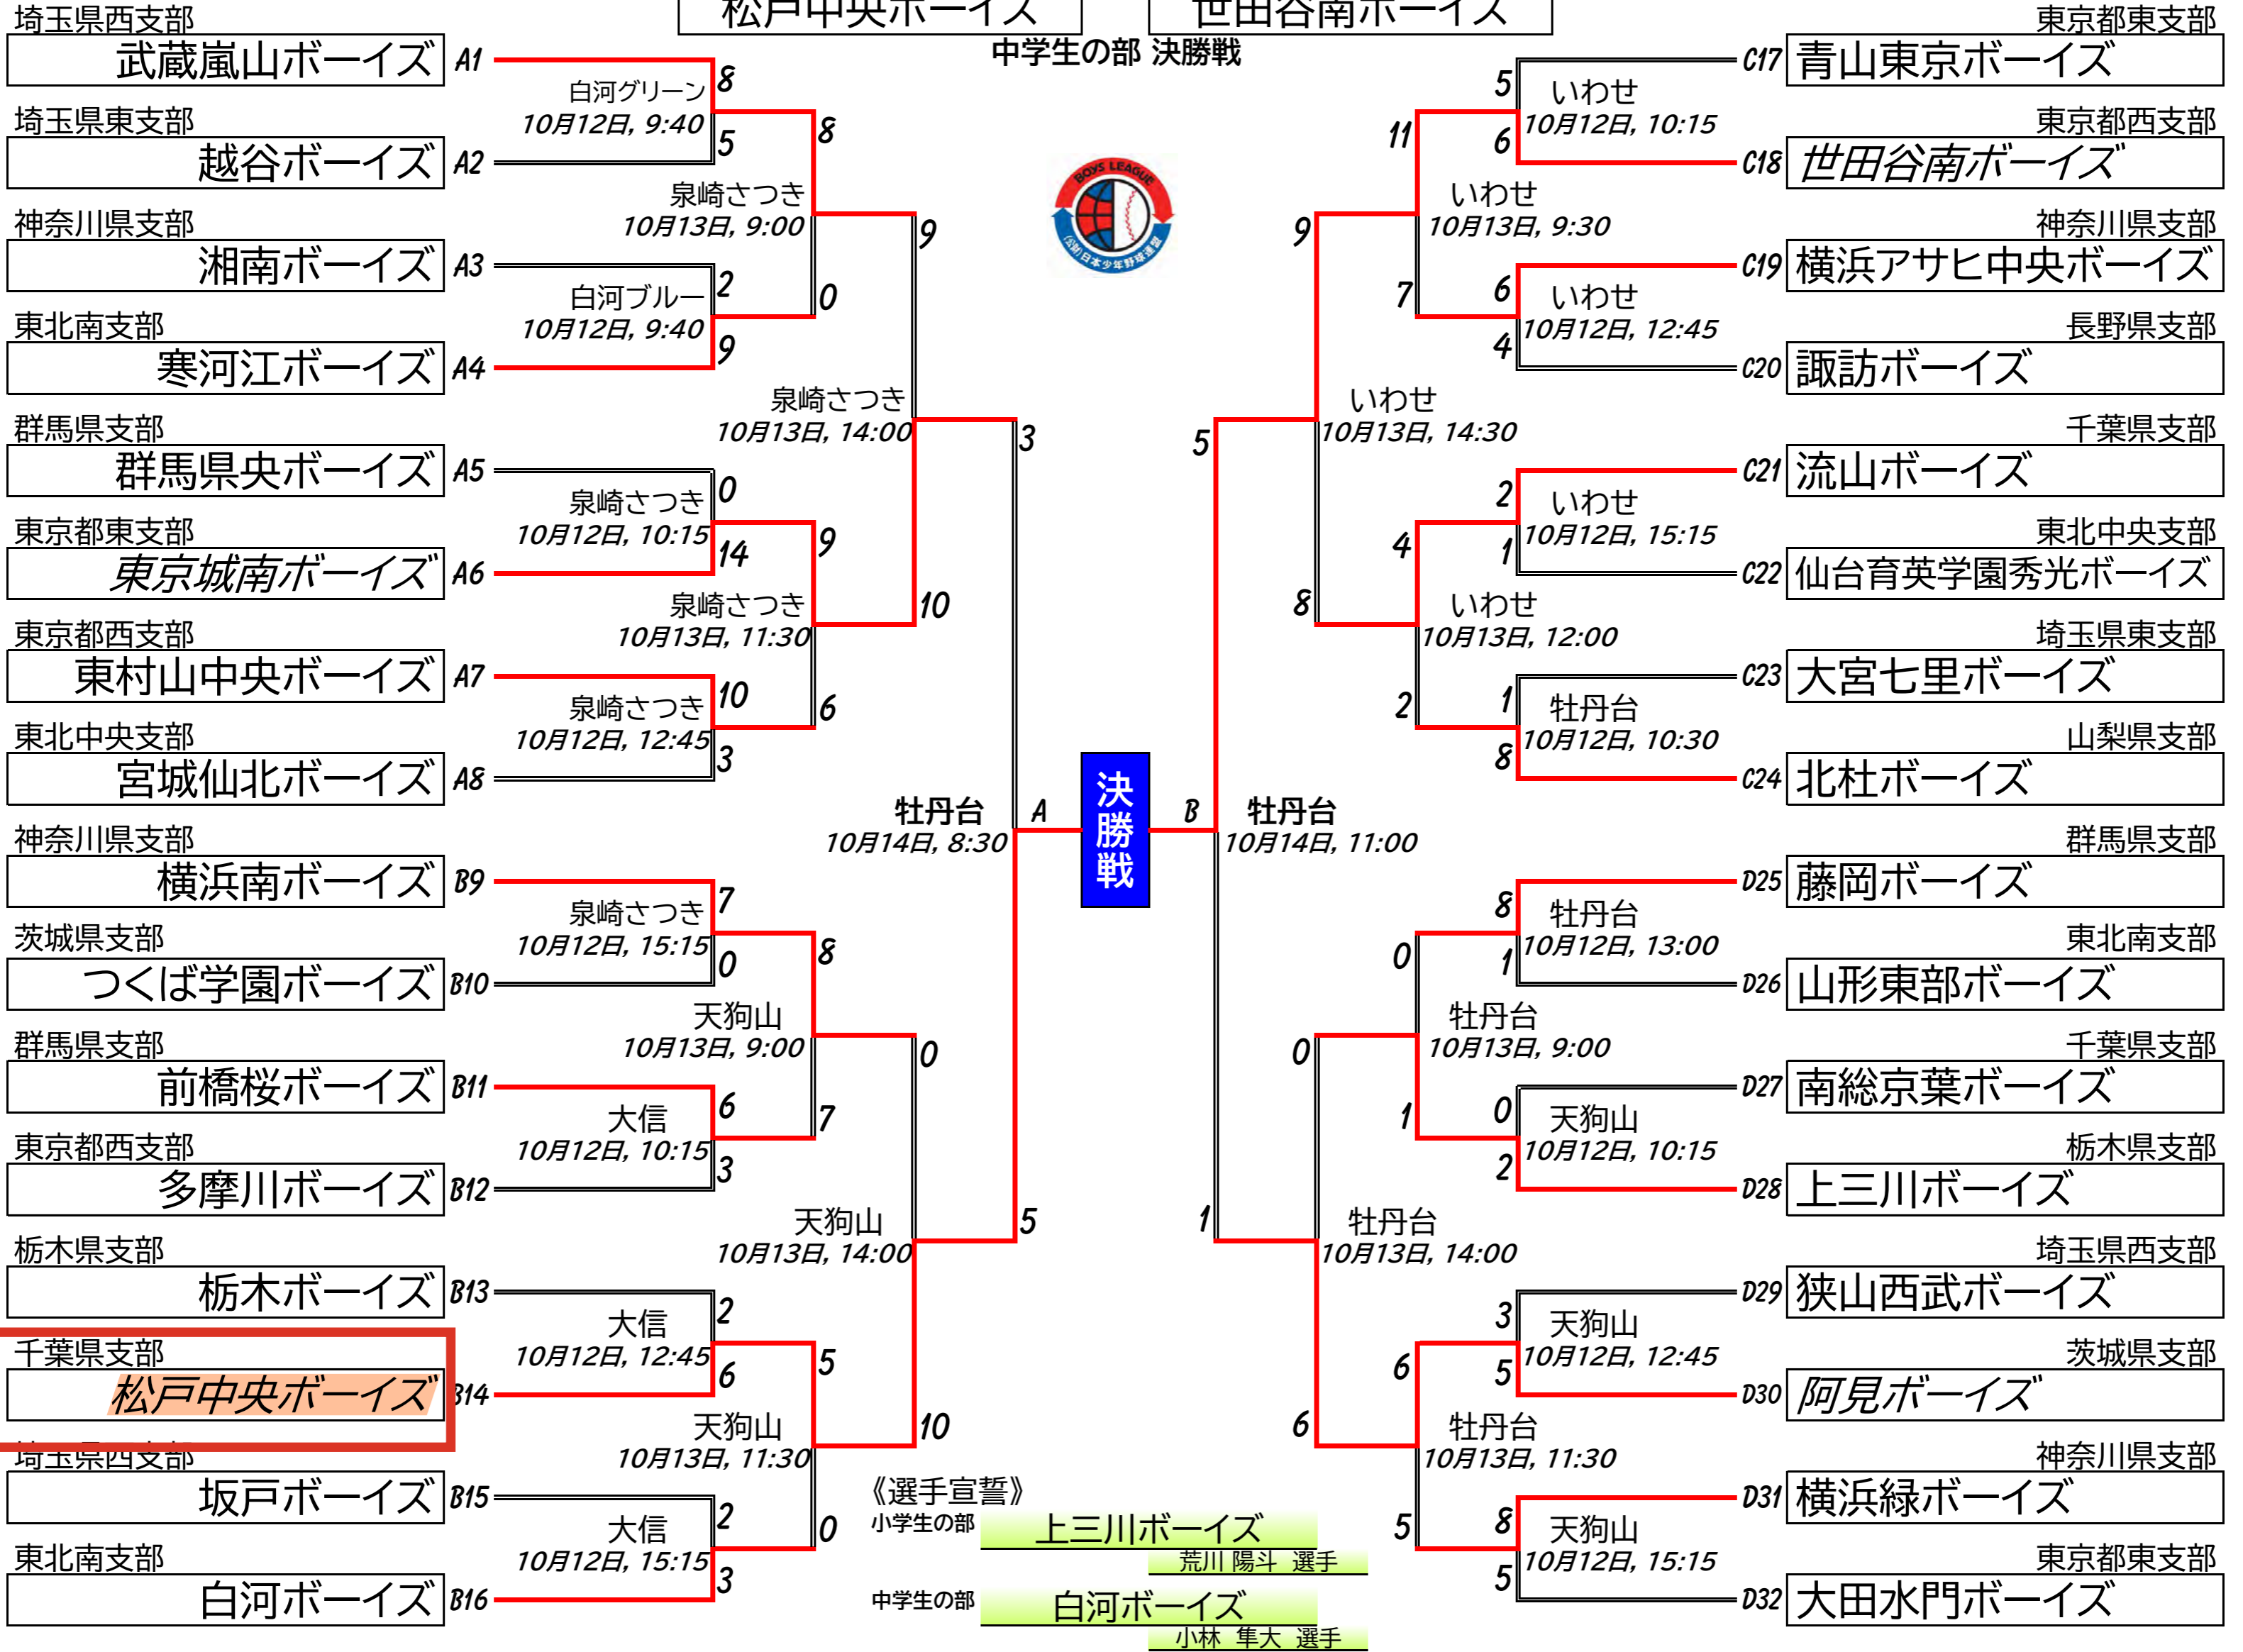 松戸中央ボーイズ
世田谷南ボーイズ
中学生の部 決勝戦
埼玉県西支部
武蔵嵐山ボーイズ A1
8
白河グリーン
10月12日, 9:40
埼玉県東支部
越谷ボーイズ A2
5
8
泉崎さつき
10月13日, 9:00
神奈川県支部
湘南ボーイズ A3
2
白河ブルー
10月12日, 9:40
東北南支部
寒河江ボーイズ A4
9
0
9
泉崎さつき
10月13日, 14:00
群馬県支部
群馬県央ボーイズ A5
0
泉崎さつき
10月12日, 10:15
東京都東支部
東京城南ボーイズ A6
14
9
泉崎さつき
10月13日, 11:30
10
東京都西支部
東村山中央ボーイズ A7
10
泉崎さつき
10月12日, 12:45
東北中央支部
宮城仙北ボーイズ A8
3
6
3
牡丹台
10月14日, 8:30
A
神奈川県支部
横浜南ボーイズ B9
7
泉崎さつき
10月12日, 15:15
茨城県支部
つくば学園ボーイズ B10
0
8
天狗山
10月13日, 9:00
群馬県支部
前橋桜ボーイズ B11
6
大信
10月12日, 10:15
東京都西支部
多摩川ボーイズ B12
3
7
0
天狗山
10月13日, 14:00
5
栃木県支部
栃木ボーイズ B13
2
大信
10月12日, 12:45
千葉県支部
松戸中央ボーイズ B14
6
5
天狗山
10月13日, 11:30
10
埼玉県西支部
坂戸ボーイズ B15
2
大信
10月12日, 15:15
東北南支部
白河ボーイズ B16
3
0
BOYS LEAGUE
(公財)日本少年野球連盟
決勝戦
《選手宣誓》
小学生の部 上三川ボーイズ
荒川 陽斗 選手
中学生の部 白河ボーイズ
小林 隼大 選手
東京都東支部
C17 青山東京ボーイズ
5
いわせ
10月12日, 10:15
東京都西支部
C18 世田谷南ボーイズ
6
11
いわせ
10月13日, 9:30
神奈川県支部
C19 横浜アサヒ中央ボーイズ
6
いわせ
10月12日, 12:45
長野県支部
C20 諏訪ボーイズ
4
7
9
いわせ
10月13日, 14:30
千葉県支部
C21 流山ボーイズ
2
いわせ
10月12日, 15:15
東北中央支部
C22 仙台育英学園秀光ボーイズ
1
4
いわせ
10月13日, 12:00
8
埼玉県東支部
C23 大宮七里ボーイズ
1
牡丹台
10月12日, 10:30
山梨県支部
C24 北杜ボーイズ
8
2
5
B
牡丹台
10月14日, 11:00
群馬県支部
D25 藤岡ボーイズ
8
牡丹台
10月12日, 13:00
東北南支部
D26 山形東部ボーイズ
1
0
牡丹台
10月13日, 9:00
千葉県支部
D27 南総京葉ボーイズ
0
天狗山
10月12日, 10:15
栃木県支部
D28 上三川ボーイズ
2
1
0
牡丹台
10月13日, 14:00
1
埼玉県西支部
D29 狭山西武ボーイズ
3
天狗山
10月12日, 12:45
茨城県支部
D30 阿見ボーイズ
5
6
牡丹台
10月13日, 11:30
6
神奈川県支部
D31 横浜緑ボーイズ
8
天狗山
10月12日, 15:15
東京都東支部
D32 大田水門ボーイズ
5
5